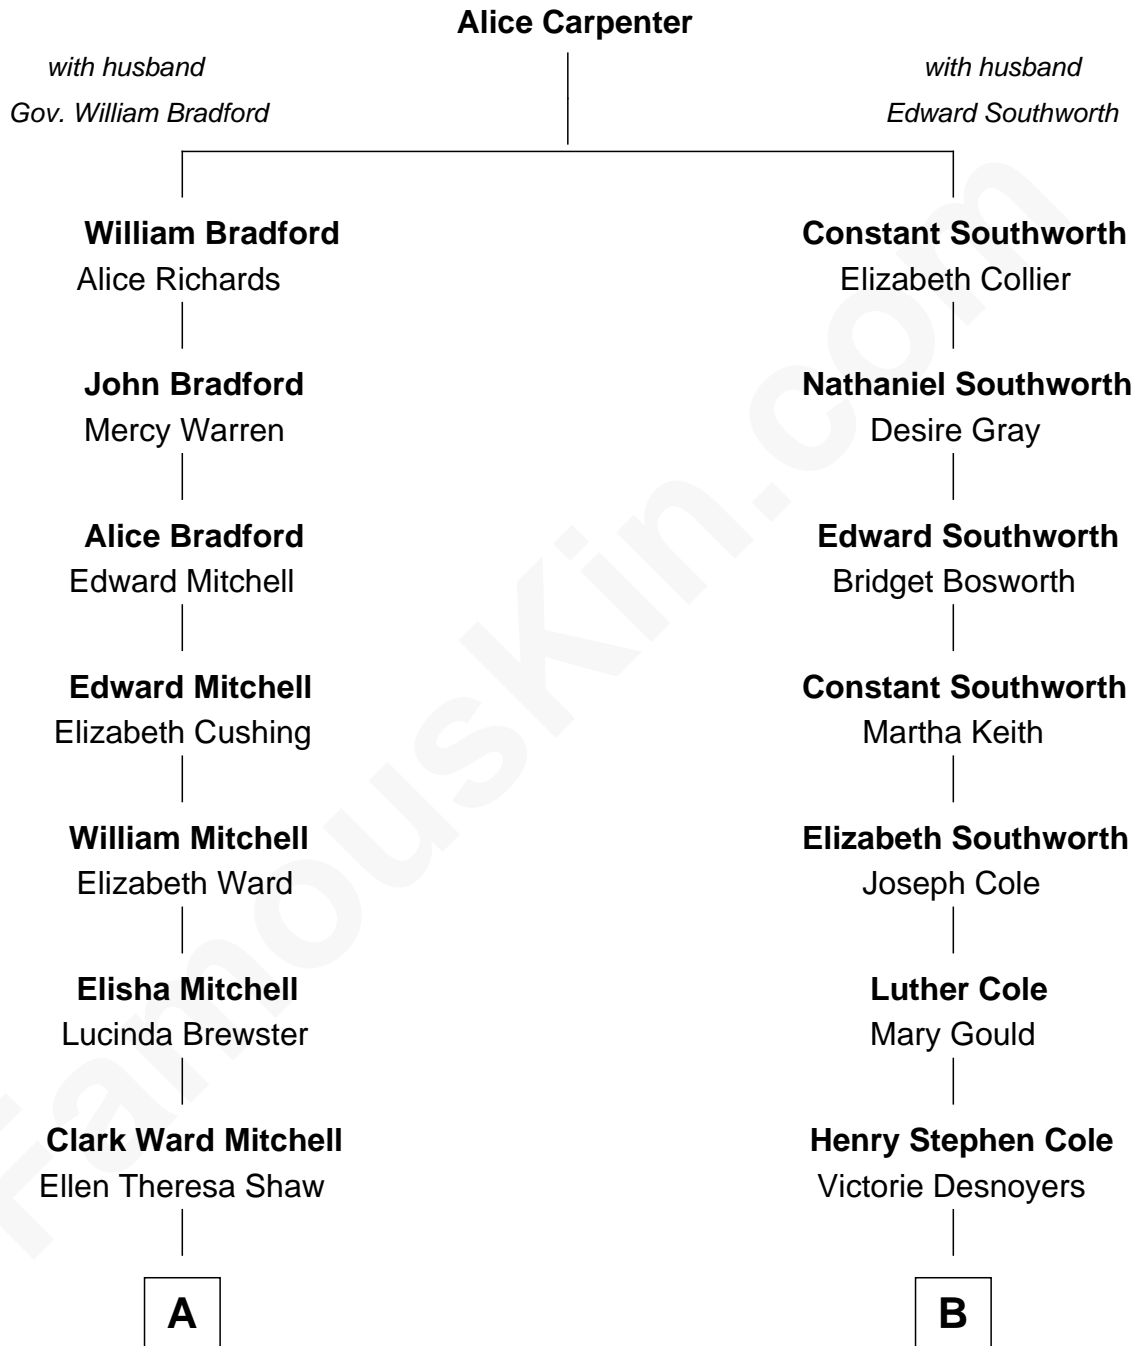 Alice Carpenter
with husband
Gov. William Bradford
with husband
Edward Southworth
William Bradford
Alice Richards
Constant Southworth
Elizabeth Collier
John Bradford
Mercy Warren
Nathaniel Southworth
Desire Gray
Alice Bradford
Edward Mitchell
Edward Southworth
Bridget Bosworth
Edward Mitchell
Elizabeth Cushing
Constant Southworth
Martha Keith
William Mitchell
Elizabeth Ward
Elizabeth Southworth
Joseph Cole
Elisha Mitchell
Lucinda Brewster
Luther Cole
Mary Gould
Clark Ward Mitchell
Ellen Theresa Shaw
Henry Stephen Cole
Victorie Desnoyers
A
B
FamousKin.com